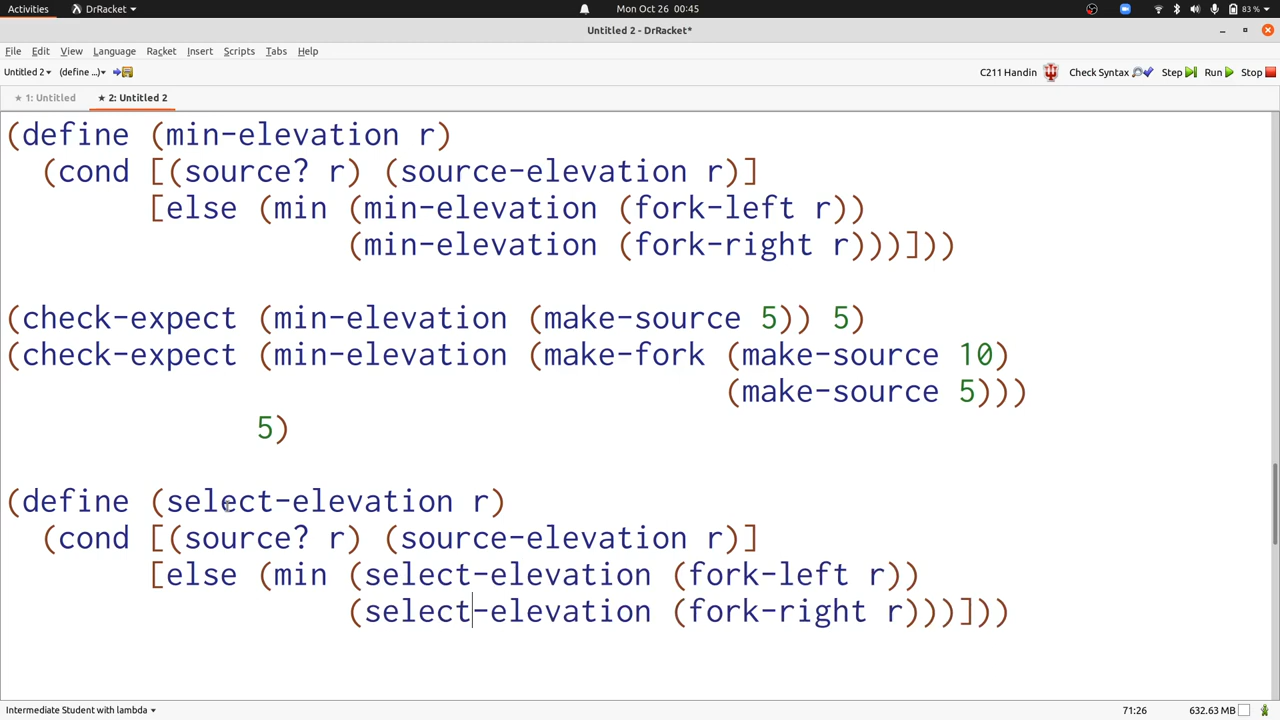 Activities DrRacket Mon Oct 26 00:45 83 %
Untitled 2 - DrRacket*
File Edit View Language Racket Insert Scripts Tabs Help
Untitled 2 (define ...) C211 Handin Check Syntax Step Run Stop
★ 1: Untitled ★ 2: Untitled 2
(define (min-elevation r)
  (cond [(source? r) (source-elevation r)]
        [else (min (min-elevation (fork-left r))
                   (min-elevation (fork-right r)))]))
(check-expect (min-elevation (make-source 5)) 5)
(check-expect (min-elevation (make-fork (make-source 10)
                                        (make-source 5)))
              5)
(define (select-elevation r)
  (cond [(source? r) (source-elevation r)]
        [else (min (select-elevation (fork-left r))
                   (select-elevation (fork-right r)))]))
Intermediate Student with lambda 71:26 632.63 MB